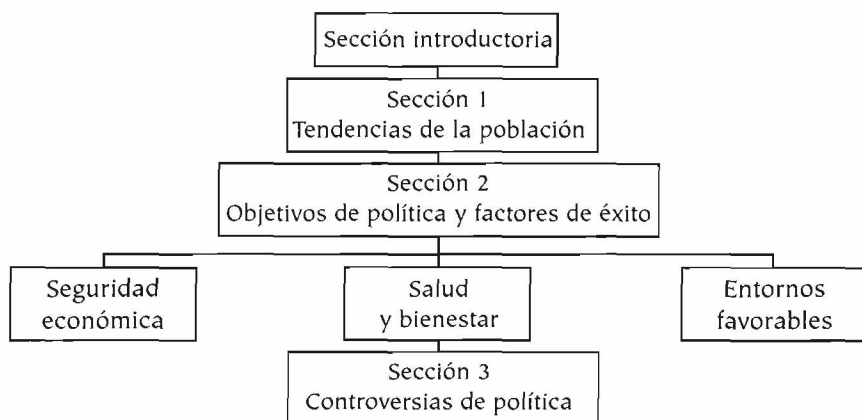 Sección introductoria
Sección 1
Tendencias de la población
Sección 2
Objetivos de política y factores de éxito
Seguridad
económica
Salud
y bienestar
Entornos
favorables
Sección 3
Controversias de política